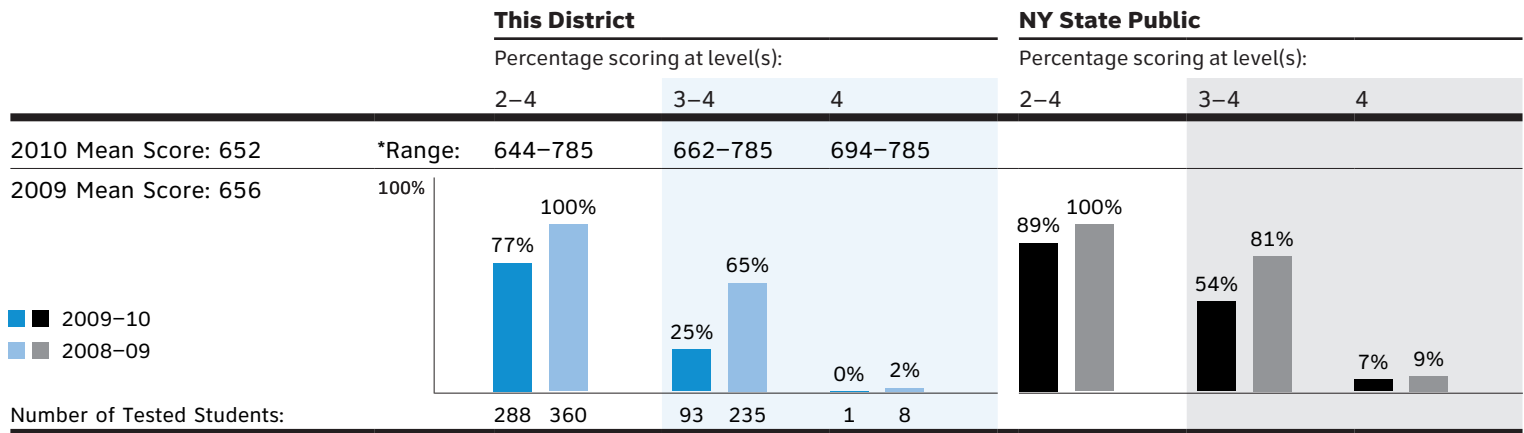 This District NY State Public
Percentage scoring at level(s): Percentage scoring at level(s):
2–4 3–4 4 2–4 3–4 4
2010 Mean Score: 652 *Range: 644–785 662–785 694–785
2009 Mean Score: 656 100%
100% 100%
77% 89%
65% 81%
25% 54%
0% 2% 7% 9%
2009–10
2008–09
Number of Tested Students: 288 360 93 235 1 8